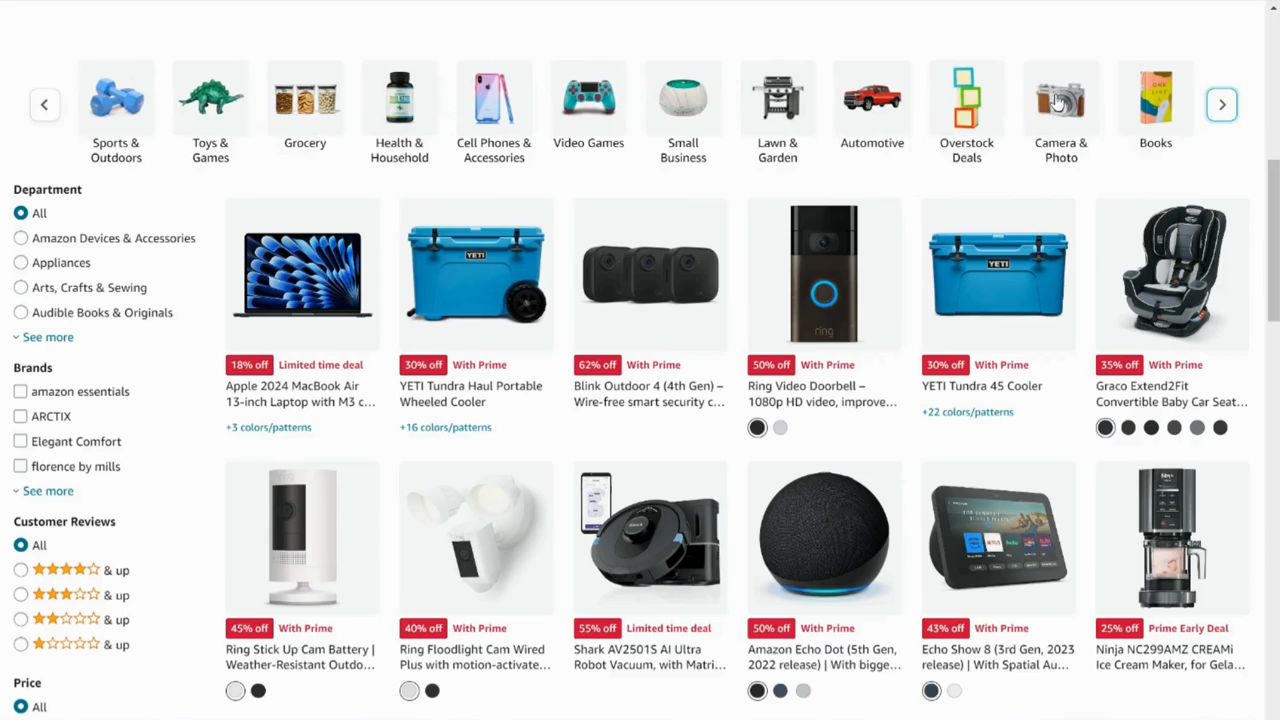 Sports & Outdoors
Toys & Games
Grocery
Health & Household
Cell Phones & Accessories
Video Games
Small Business
Lawn & Garden
Automotive
Overstock Deals
Camera & Photo
Books
Department
All
Amazon Devices & Accessories
Appliances
Arts, Crafts & Sewing
Audible Books & Originals
See more
Brands
amazon essentials
ARCTIX
Elegant Comfort
florence by mills
See more
Customer Reviews
All
& up
& up
& up
& up
Price
All
18% off Limited time deal
Apple 2024 MacBook Air
13-inch Laptop with M3 c...
+3 colors/patterns
YETI
30% off With Prime
YETI Tundra Haul Portable
Wheeled Cooler
+16 colors/patterns
62% off With Prime
Blink Outdoor 4 (4th Gen) –
Wire-free smart security c...
ring
50% off With Prime
Ring Video Doorbell –
1080p HD video, improve...
YETI
30% off With Prime
YETI Tundra 45 Cooler
+22 colors/patterns
35% off With Prime
Graco Extend2Fit
Convertible Baby Car Seat...
45% off With Prime
Ring Stick Up Cam Battery |
Weather-Resistant Outdo...
40% off With Prime
Ring Floodlight Cam Wired
Plus with motion-activate...
55% off Limited time deal
Shark AV2501S AI Ultra
Robot Vacuum, with Matri...
50% off With Prime
Amazon Echo Dot (5th Gen,
2022 release) | With bigge...
43% off With Prime
Echo Show 8 (3rd Gen, 2023
release) | With Spatial Au...
25% off Prime Early Deal
Ninja NC299AMZ CREAMi
Ice Cream Maker, for Gela...